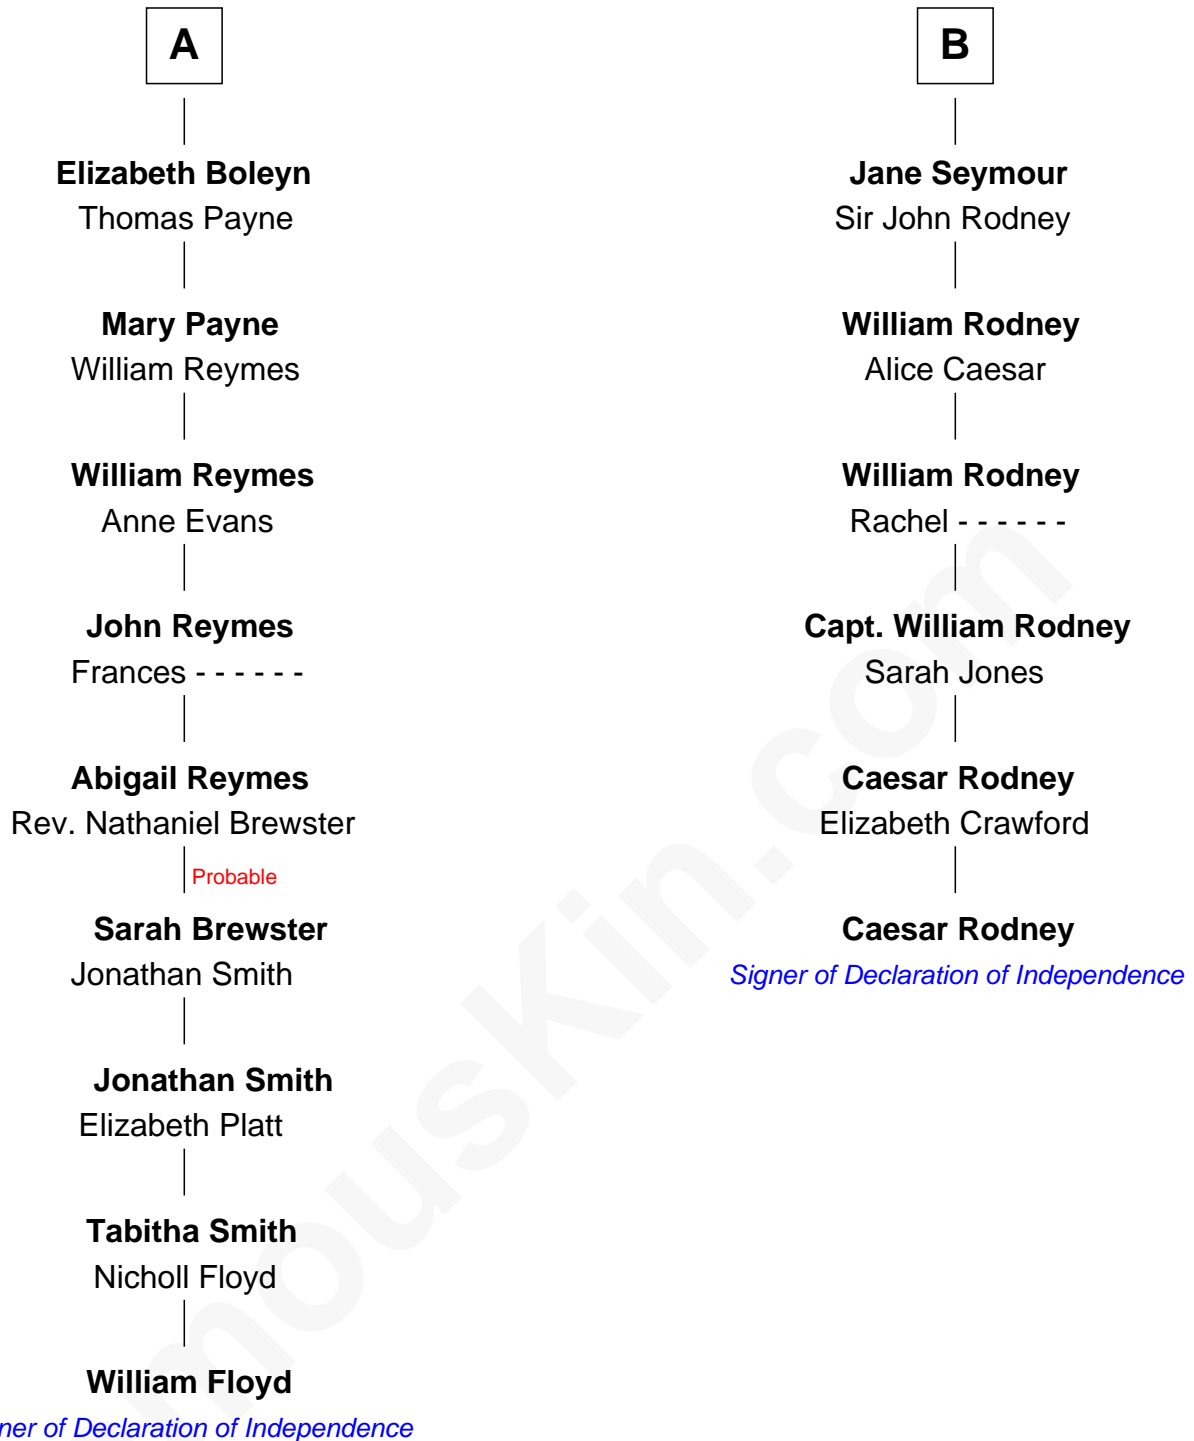 A
Elizabeth Boleyn
Thomas Payne
Mary Payne
William Reymes
William Reymes
Anne Evans
John Reymes
Frances - - - - - -
Abigail Reymes
Rev. Nathaniel Brewster
Probable
Sarah Brewster
Jonathan Smith
Jonathan Smith
Elizabeth Platt
Tabitha Smith
Nicholl Floyd
William Floyd
ner of Declaration of Independence
B
Jane Seymour
Sir John Rodney
William Rodney
Alice Caesar
William Rodney
Rachel - - - - - -
Capt. William Rodney
Sarah Jones
Caesar Rodney
Elizabeth Crawford
Caesar Rodney
Signer of Declaration of Independence
mouskin.com